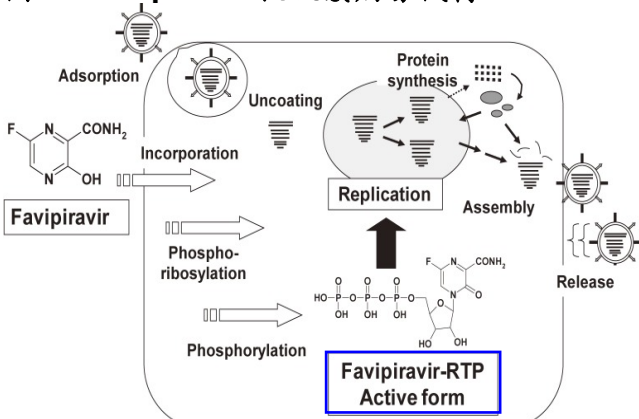 Adsorption
Protein
synthesis
Uncoating
F
N
CONH₂
N
OH
Incorporation
Favipiravir
Replication
Assembly
Phospho-
ribosylation
Release
F
N
CONH₂
N
O
O
O
O
HO-P-O-P-O-P-O
OH
OH
OH
O
HO
OH
Phosphorylation
Favipiravir-RTP
Active form